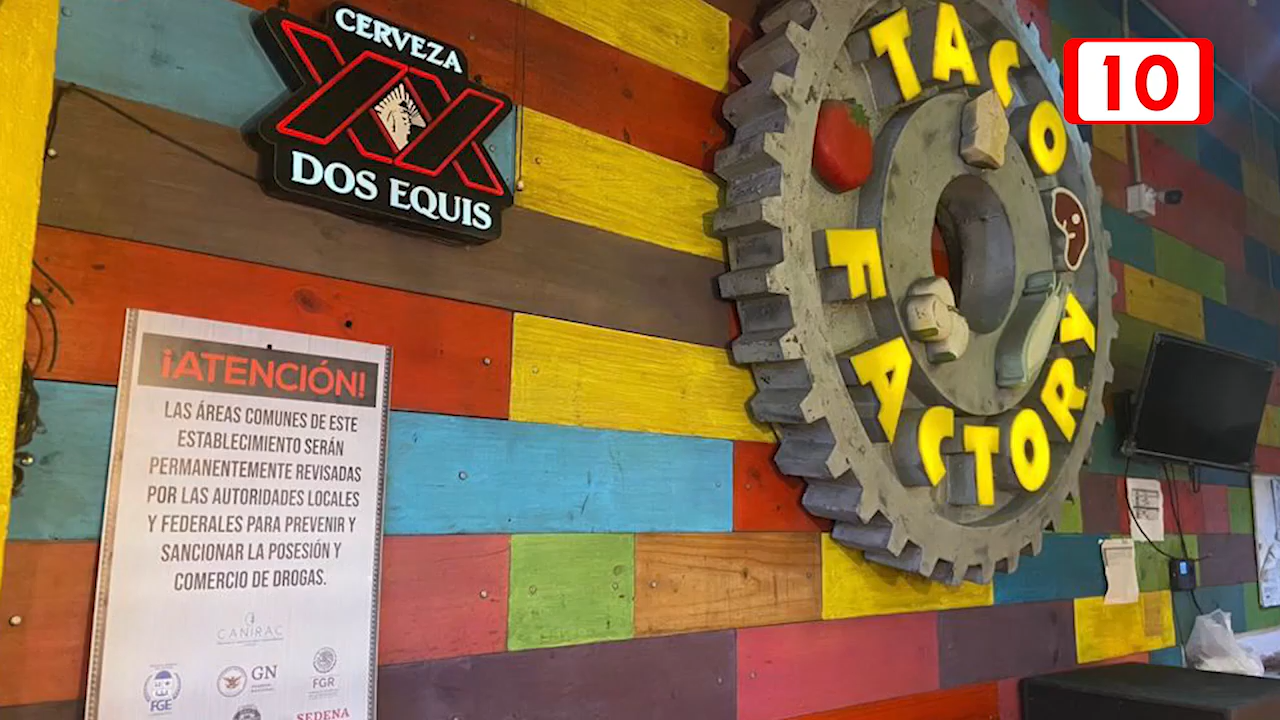 CERVEZA
XX
DOS EQUIS
TACO
FACTORY
10
¡ATENCIÓN!
LAS ÁREAS COMUNES DE ESTE
ESTABLECIMIENTO SERÁN
PERMANENTEMENTE REVISADAS
POR LAS AUTORIDADES LOCALES
Y FEDERALES PARA PREVENIR Y
SANCIONAR LA POSESIÓN Y
COMERCIO DE DROGAS.
CANIRAC
FGE
GN
FGR
SEDENA